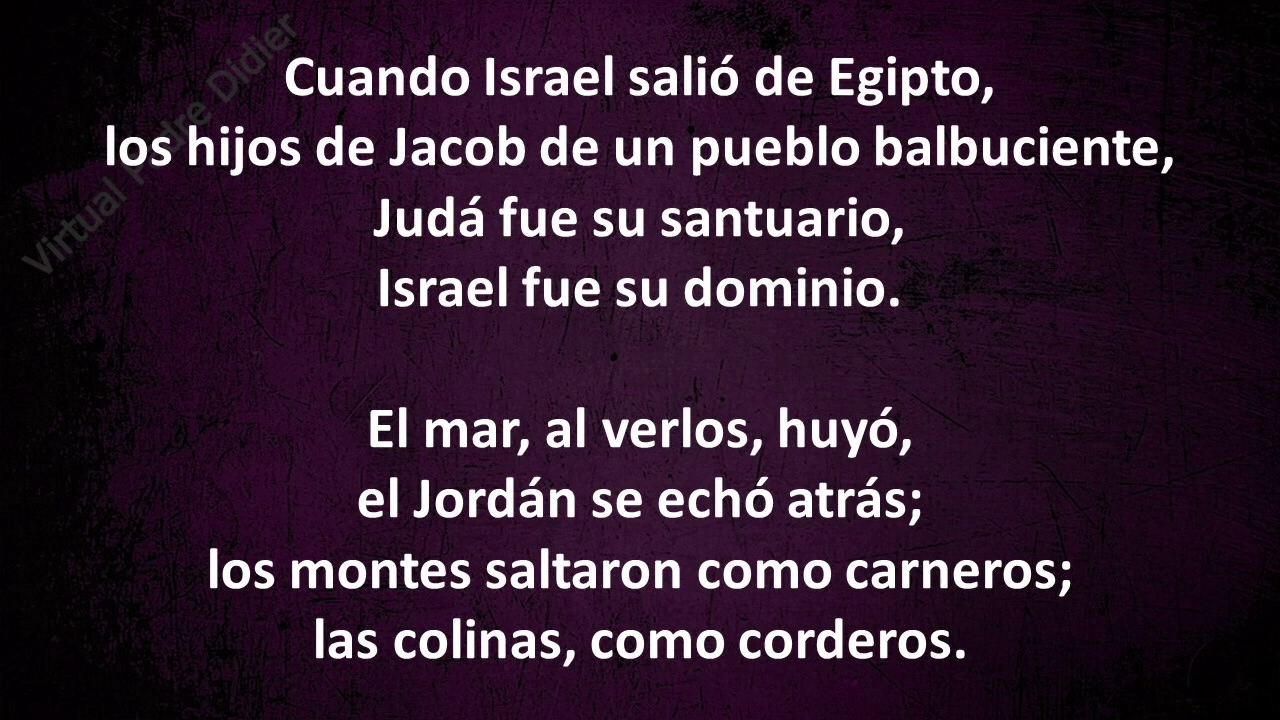 Cuando Israel salió de Egipto,
los hijos de Jacob de un pueblo balbuciente,
Judá fue su santuario,
Israel fue su dominio.
El mar, al verlos, huyó,
el Jordán se echó atrás;
los montes saltaron como carneros;
las colinas, como corderos.
Virtual Padre Didier